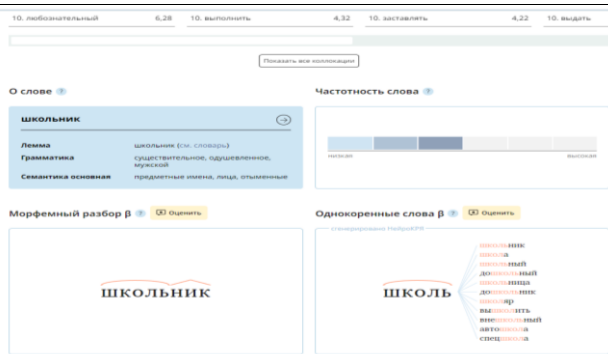 10. любознательный 6,28 10. выполнить 4,32 10. заставлять 4,22 10. выдать
Показать все коллокации
О слове ?
Частотность слова ?
школьник
Лемма школьник (см. словарь)
Грамматика существительное, одушевленное,
мужской
Семантика основная предметные имена, лица, отыменные
низкая высокая
Морфемный разбор β ? Оценить
Однокоренные слова β ? Оценить
сгенерировано НейроКРЯ
ШКОЛЬНИК
ШКОЛЬ
школьник
школа
школьный
дошкольный
школьница
дошкольник
школяр
вышколить
внешкольный
автошкола
спецшкола